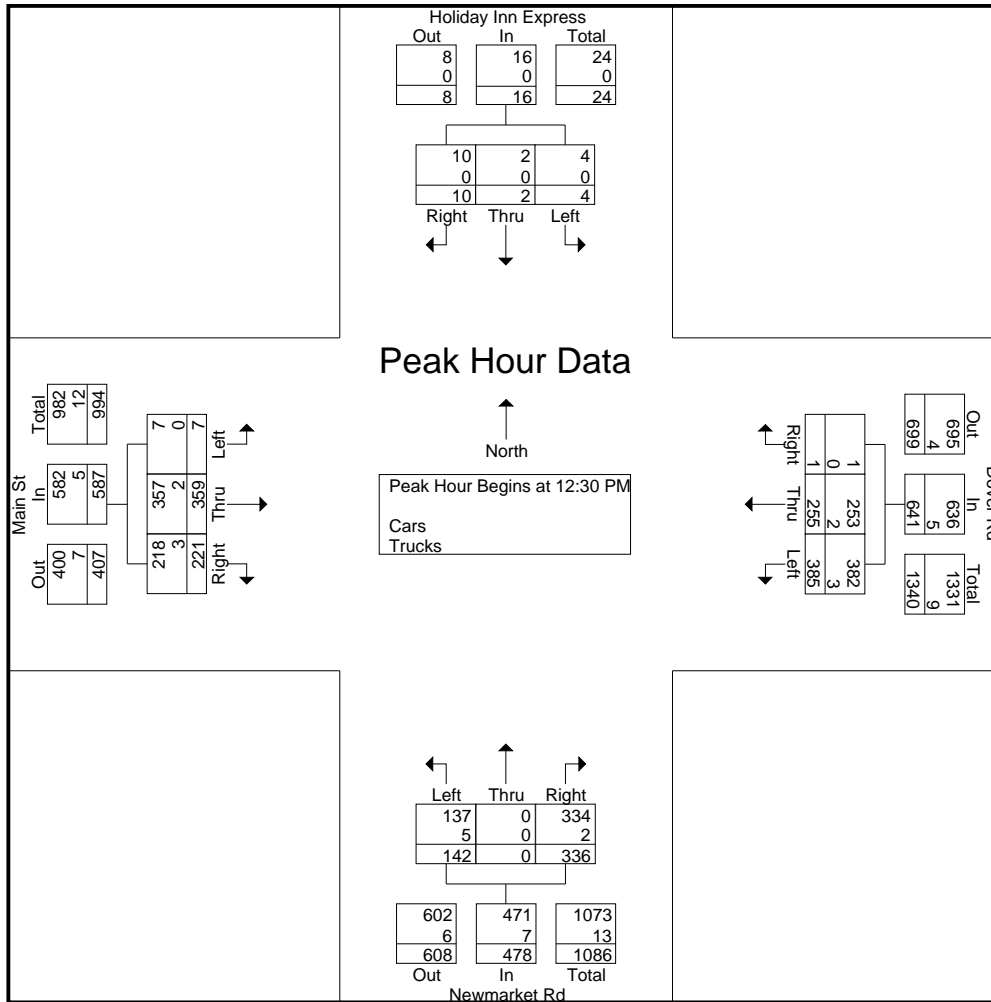 Holiday Inn Express
Out In Total
8 16 24
0 0 0
8 16 24
10 2 4
0 0 0
10 2 4
Right Thru Left
Main St
Out In Total
400 582 982
7 5 12
407 587 994
218 357 7
3 2 0
221 359 7
Right Thru Left
Peak Hour Data
North
Peak Hour Begins at 12:30 PM
Cars
Trucks
Rd
Out In Total
695 636 1331
4 5 9
699 641 1340
1 253 382
0 2 3
1 255 385
Right Thru Left
Left Thru Right
137 0 334
5 0 2
142 0 336
602 471 1073
6 7 13
608 478 1086
Out In Total
Newmarket Rd